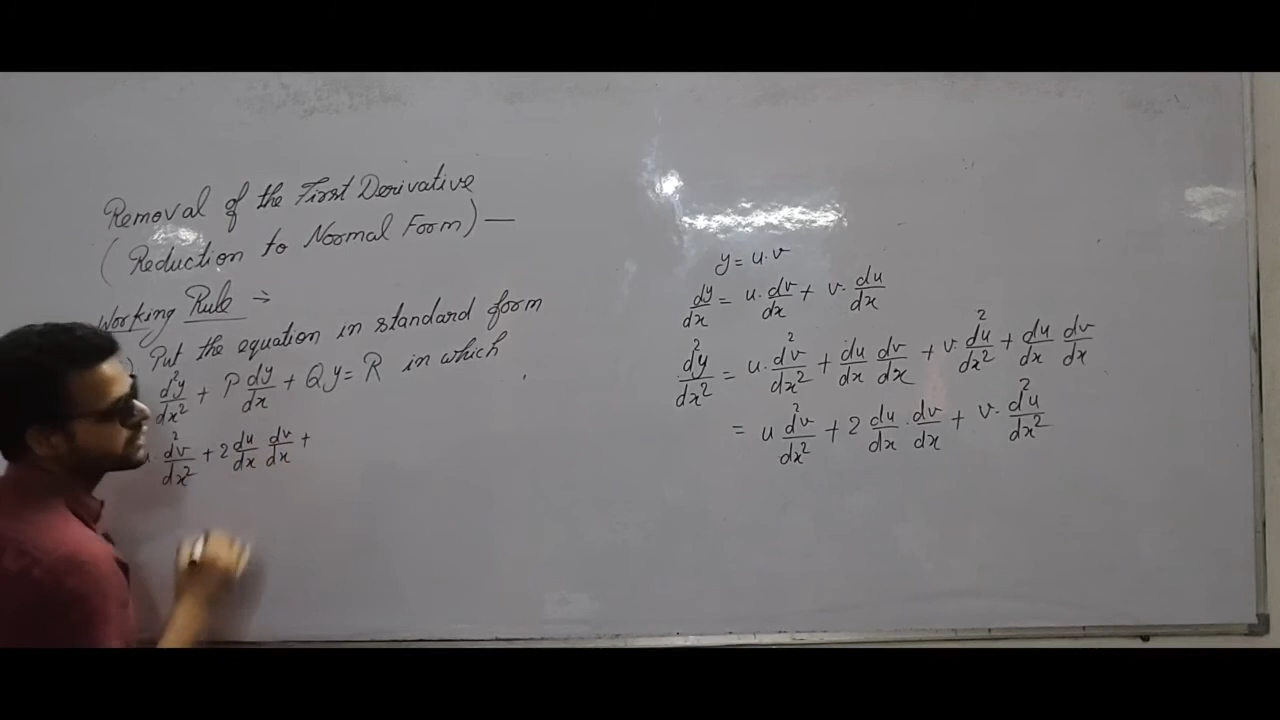 Removal of the First Derivative
(Reduction to Normal Form) —
Working Rule :-
) Put the equation in standard form
d²y/dx² + P dy/dx + Qy = R in which
d²v/dx² + 2 du/dx dv/dx +
y = u·v
dy/dx = u· dv/dx + v· du/dx
d²y/dx² = u· d²v/dx² + du/dx dv/dx + v· d²u/dx² + du/dx dv/dx
= u d²v/dx² + 2 du/dx · dv/dx + v· d²u/dx²